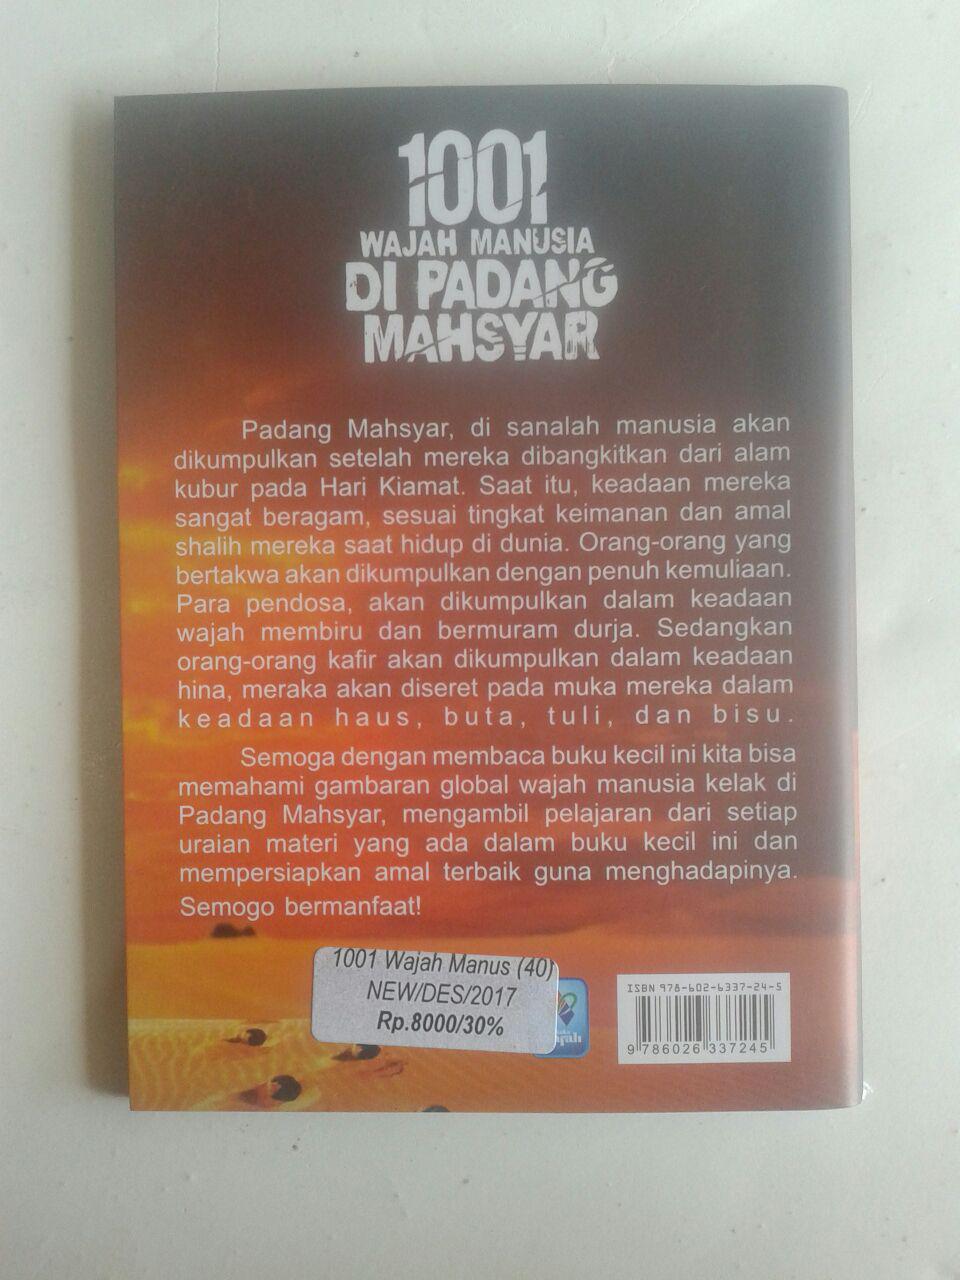 1001
WAJAH MANUSIA
DI PADANG
MAHSYAR
Padang Mahsyar, di sanalah manusia akan
dikumpulkan setelah mereka dibangkitkan dari alam
kubur pada Hari Kiamat. Saat itu, keadaan mereka
sangat beragam, sesuai tingkat keimanan dan amal
shalih mereka saat hidup di dunia. Orang-orang yang
bertakwa akan dikumpulkan dengan penuh kemuliaan.
Para pendosa, akan dikumpulkan dalam keadaan
wajah membiru dan bermuram durja. Sedangkan
orang-orang kafir akan dikumpulkan dalam keadaan
hina, meraka akan diseret pada muka mereka dalam
keadaan haus, buta, tuli, dan bisu.
Semoga dengan membaca buku kecil ini kita bisa
memahami gambaran global wajah manusia kelak di
Padang Mahsyar, mengambil pelajaran dari setiap
uraian materi yang ada dalam buku kecil ini dan
mempersiapkan amal terbaik guna menghadapinya.
Semogo bermanfaat!
1001 Wajah Manus (40)
NEW/DES/2017
Rp.8000/30%
ISBN 978-602-6337-24-5
9 786026 337245